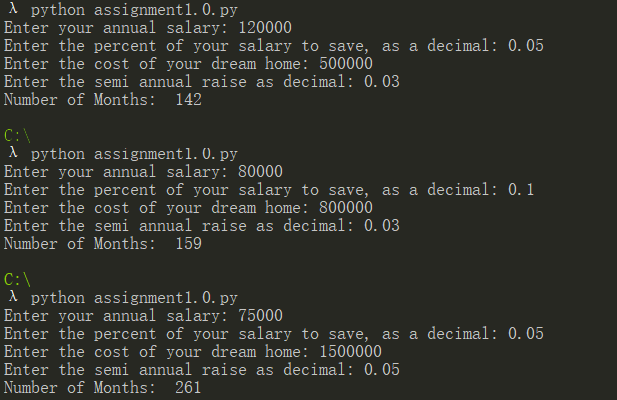 λ python assignment1.0.py
Enter your annual salary: 120000
Enter the percent of your salary to save, as a decimal: 0.05
Enter the cost of your dream home: 500000
Enter the semi annual raise as decimal: 0.03
Number of Months:  142
C:\
λ python assignment1.0.py
Enter your annual salary: 80000
Enter the percent of your salary to save, as a decimal: 0.1
Enter the cost of your dream home: 800000
Enter the semi annual raise as decimal: 0.03
Number of Months:  159
C:\
λ python assignment1.0.py
Enter your annual salary: 75000
Enter the percent of your salary to save, as a decimal: 0.05
Enter the cost of your dream home: 1500000
Enter the semi annual raise as decimal: 0.05
Number of Months:  261